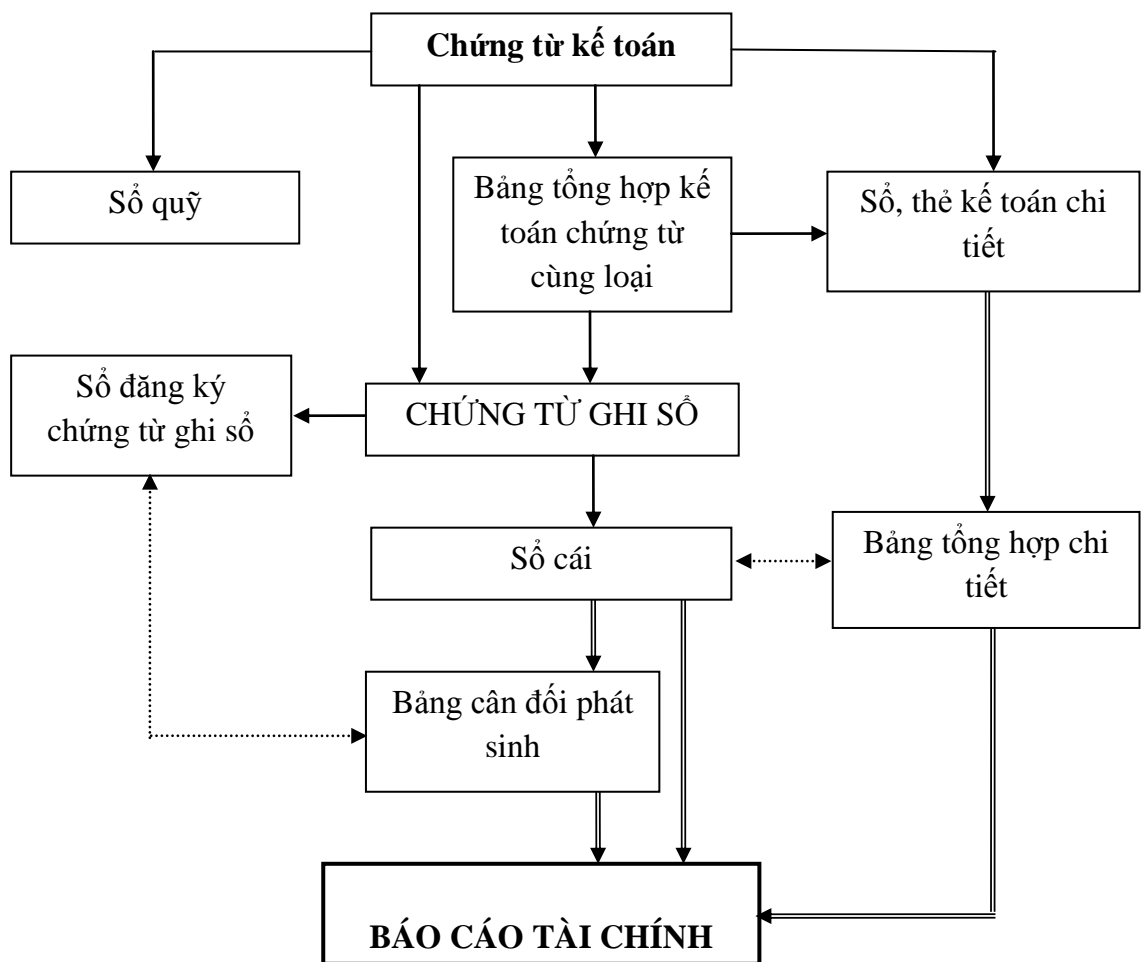 Chứng từ kế toán
Sổ quỹ
Bảng tổng hợp kế
toán chứng từ
cùng loại
Sổ, thẻ kế toán chi
tiết
Sổ đăng ký
chứng từ ghi sổ
CHỨNG TỪ GHI SỔ
Sổ cái
Bảng tổng hợp chi
tiết
Bảng cân đối phát
sinh
BÁO CÁO TÀI CHÍNH